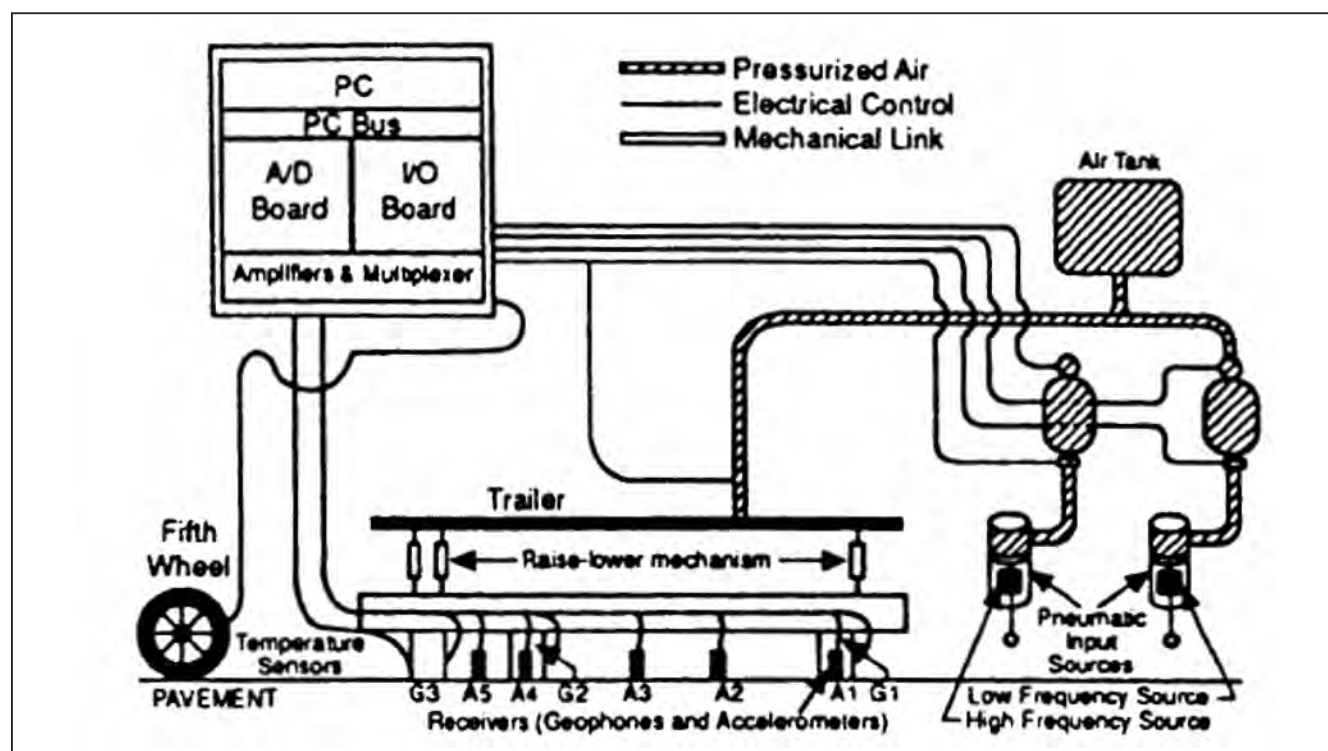 PC
PC Bus
A/D
Board
I/O
Board
Amplifiers & Multiplexer
Pressurized Air
Electrical Control
Mechanical Link
Air Tank
Trailer
Raise-lower mechanism
Fifth
Wheel
Temperature
Sensors
Pneumatic
Input
Sources
PAVEMENT
G3 A5 A4 G2 A3 A2 A1 G1
Receivers (Geophones and Accelerometers)
Low Frequency Source
High Frequency Source